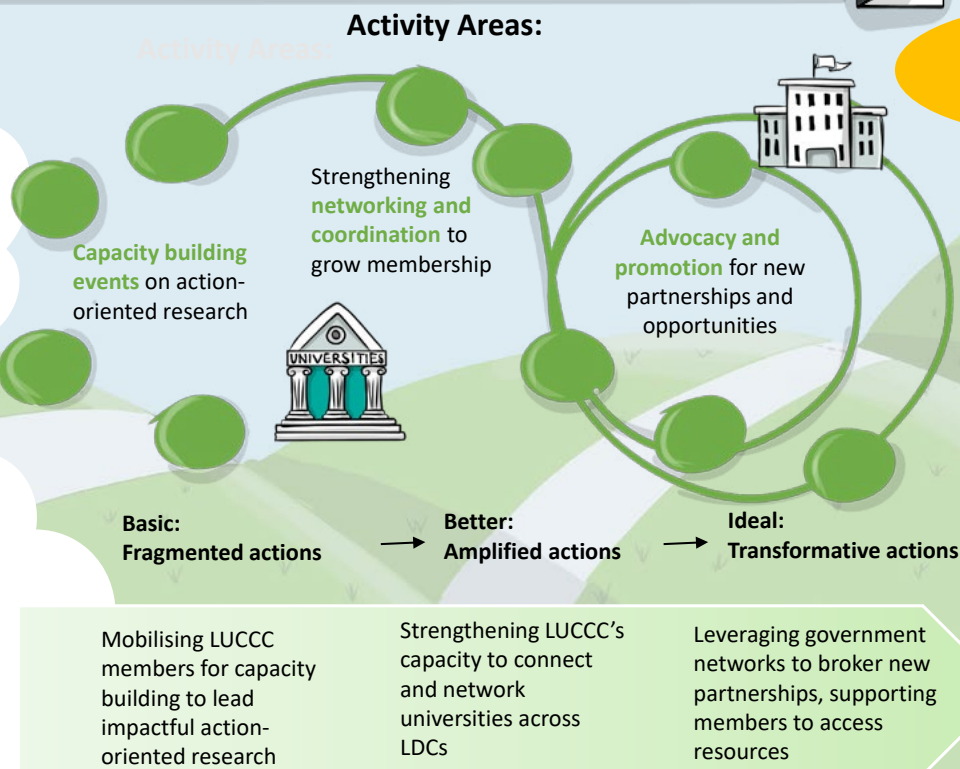 Activity Areas:
Activity Areas:
Capacity building
events on action-
oriented research
Strengthening
networking and
coordination to
grow membership
Advocacy and
promotion for new
partnerships and
opportunities
UNIVERSITIES
Basic:
Fragmented actions
Better:
Amplified actions
Ideal:
Transformative actions
Mobilising LUCCC
members for capacity
building to lead
impactful action-
oriented research
Strengthening LUCCC’s
capacity to connect
and network
universities across
LDCs
Leveraging government
networks to broker new
partnerships, supporting
members to access
resources